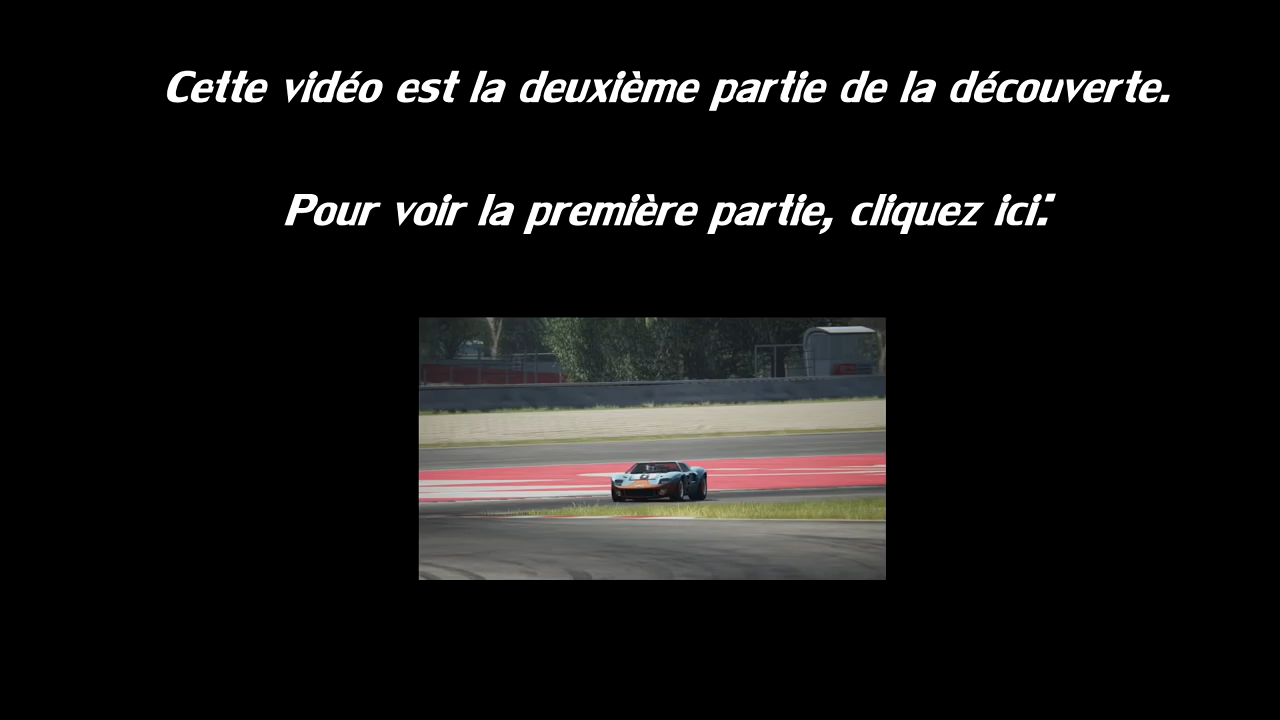 Cette vidéo est la deuxième partie de la découverte.
Pour voir la première partie, cliquez ici: